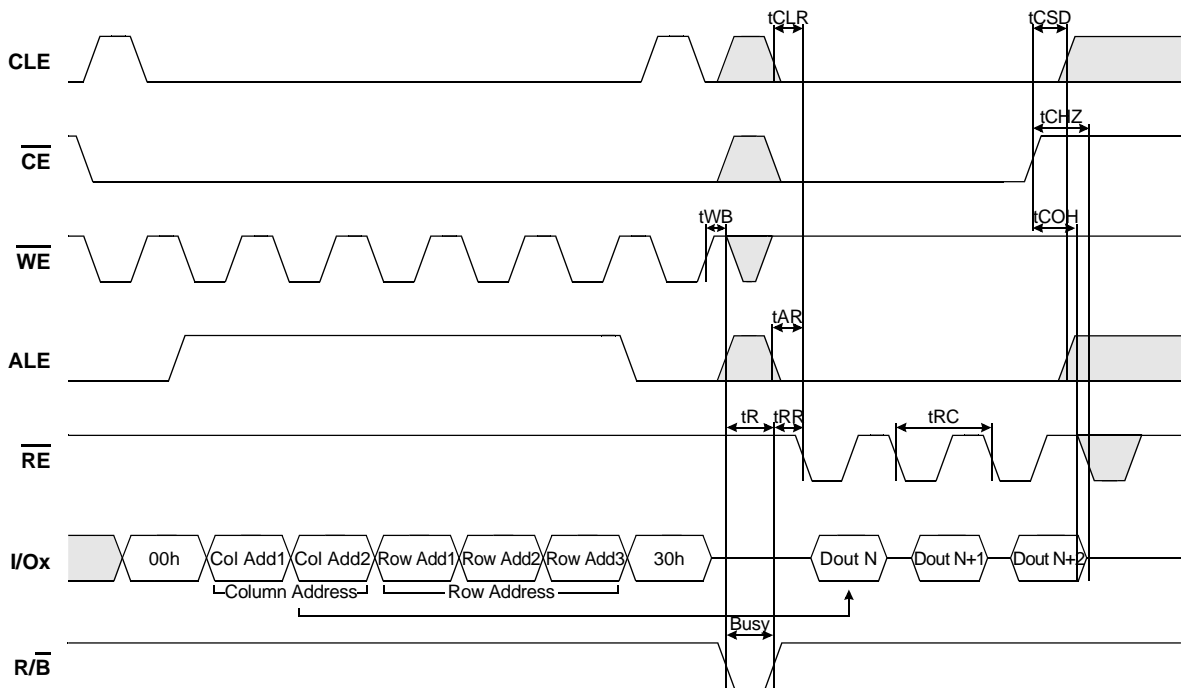 tCLR tCSD
CLE
tCHZ
CE
tWB tCOH
WE
tAR
ALE
tR tRR tRC
RE
I/Ox 00h Col Add1 Col Add2 Row Add1 Row Add2 Row Add3 30h Dout N Dout N+1 Dout N+2
Column Address Row Address
Busy
R/B